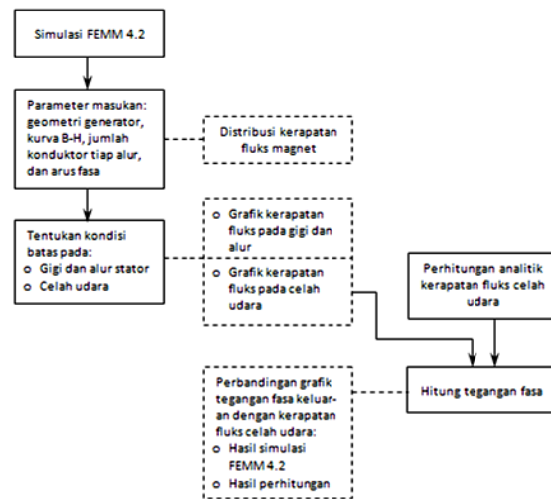 Simulasi FEMM 4.2
Parameter masukan:
geometri generator,
kurva B-H, jumlah
konduktor tiap alur,
dan arus fasa
Distribusi kerapatan
fluks magnet
Tentukan kondisi
batas pada:
o Gigi dan alur stator
o Celah udara
o Grafik kerapatan
fluks pada gigi dan
alur
o Grafik kerapatan
fluks pada celah
udara
Perhitungan analitik
kerapatan fluks celah
udara
Perbandingan grafik
tegangan fasa keluar-
an dengan kerapatan
fluks celah udara:
o Hasil simulasi
FEMM 4.2
o Hasil perhitungan
Hitung tegangan fasa